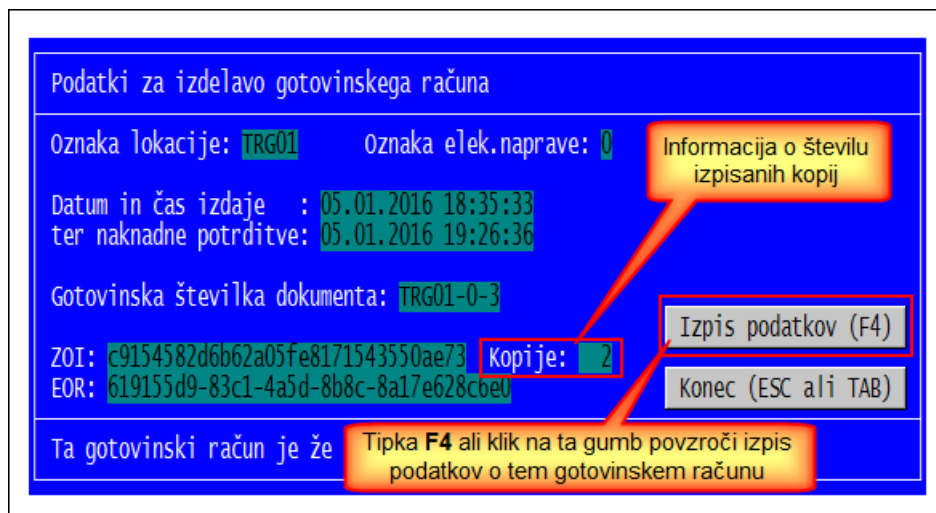 Podatki za izdelavo gotovinskega računa
Oznaka lokacije: TRG01 Oznaka elek.naprave: 0
Informacija o številu
izpisanih kopij
Datum in čas izdaje : 05.01.2016 18:35:33
ter naknadne potrditve: 05.01.2016 19:26:36
Gotovinska številka dokumenta: TRG01-0-3
Izpis podatkov (F4)
ZOI: c9154582d6b62a05fe8171543550ae73 Kopije: 2
EOR: 619155d9-83c1-4a5d-8b8c-8a17e628c6e0
Konec (ESC ali TAB)
Ta gotovinski račun je že
Tipka F4 ali klik na ta gumb povzroči izpis
podatkov o tem gotovinskem računu